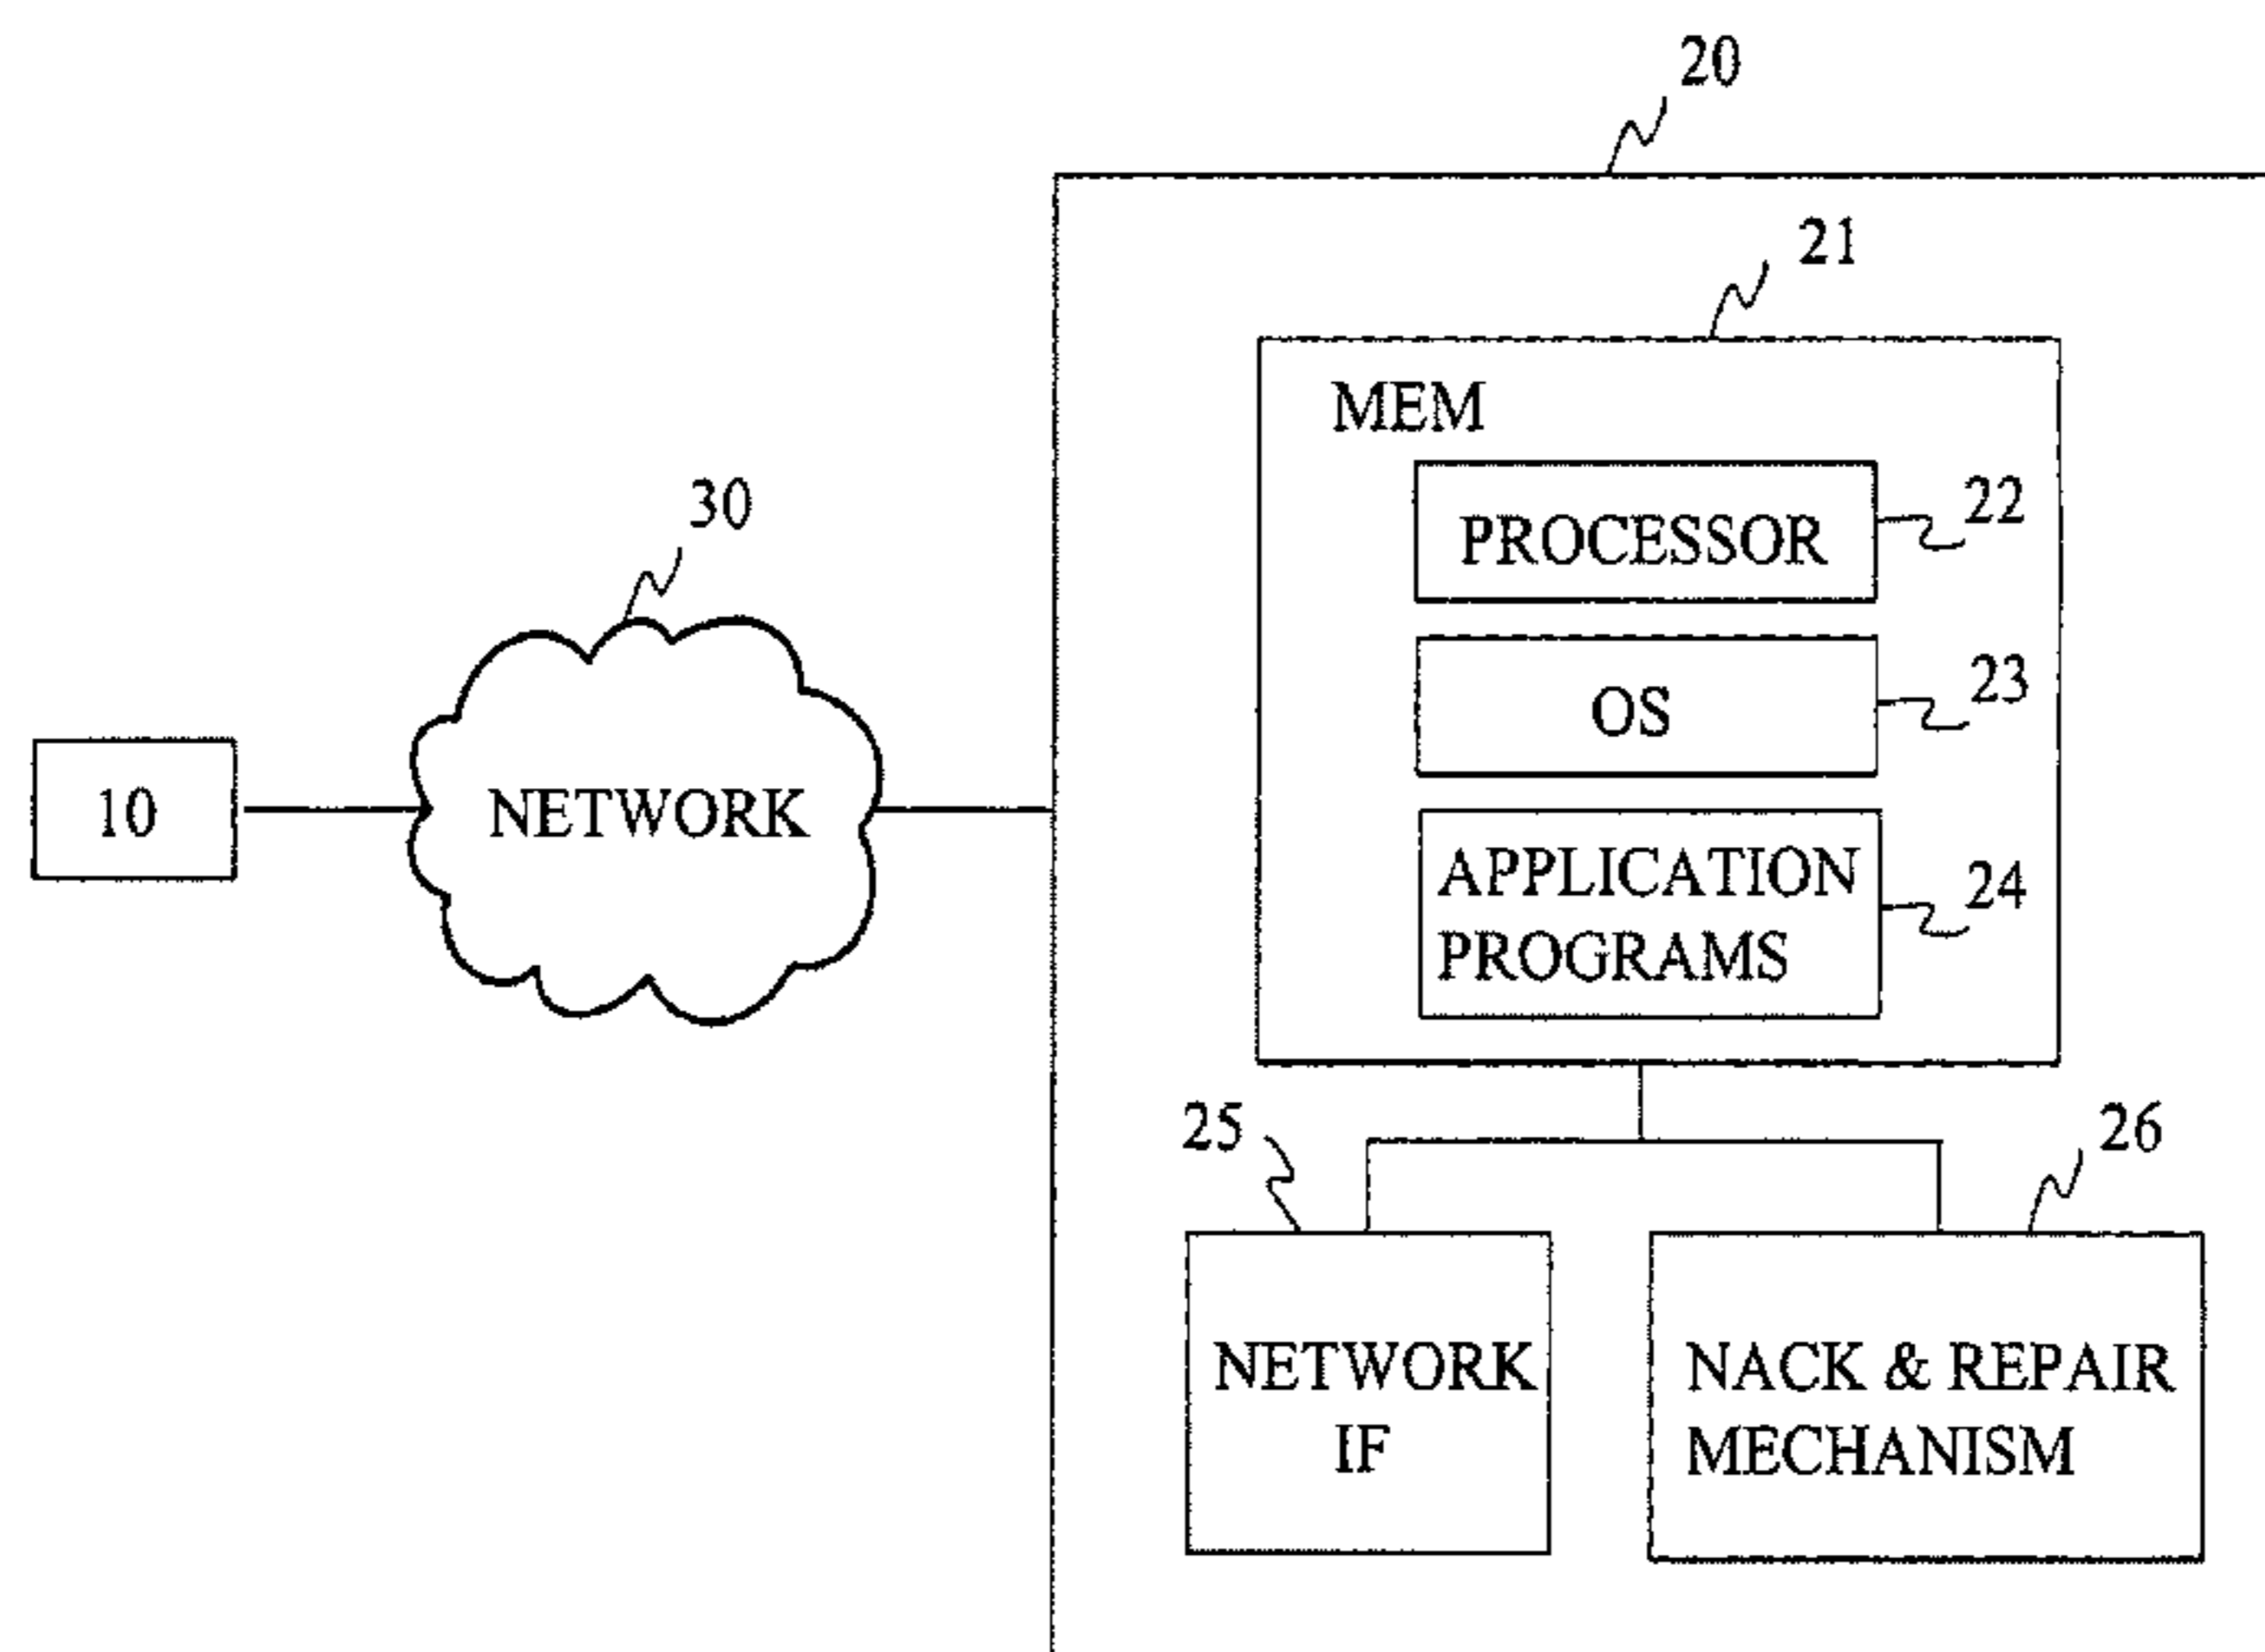 20
21
MEM
30
PROCESSOR
22
OS
23
10
NETWORK
APPLICATION
PROGRAMS
24
25
26
NETWORK
IF
NACK & REPAIR
MECHANISM